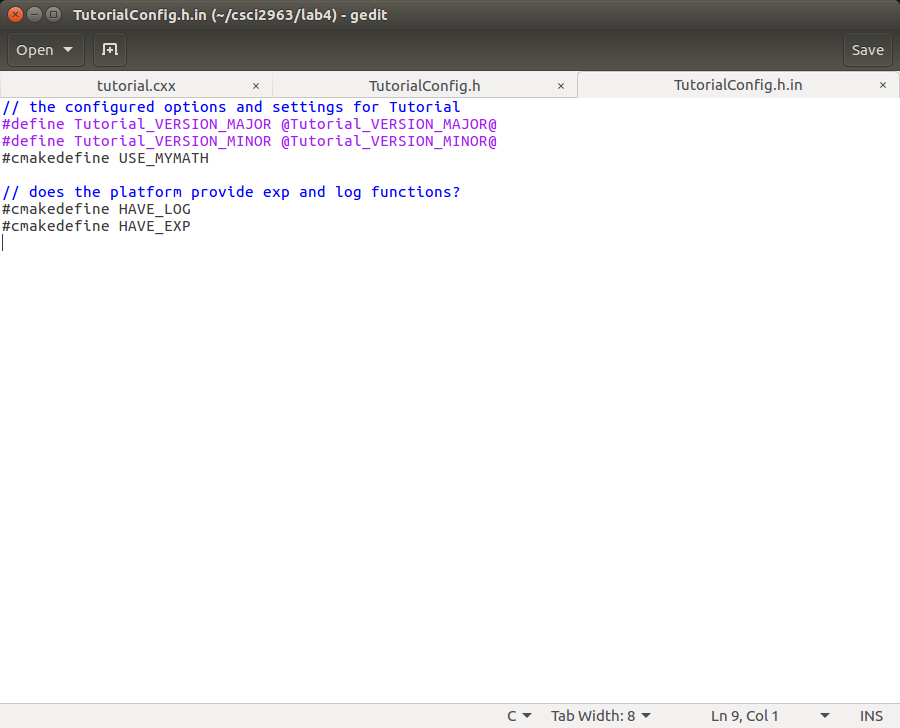 TutorialConfig.h.in (~/csci2963/lab4) - gedit
Open Save
tutorial.cxx × TutorialConfig.h × TutorialConfig.h.in ×
// the configured options and settings for Tutorial
#define Tutorial_VERSION_MAJOR @Tutorial_VERSION_MAJOR@
#define Tutorial_VERSION_MINOR @Tutorial_VERSION_MINOR@
#cmakedefine USE_MYMATH
// does the platform provide exp and log functions?
#cmakedefine HAVE_LOG
#cmakedefine HAVE_EXP
C Tab Width: 8 Ln 9, Col 1 INS